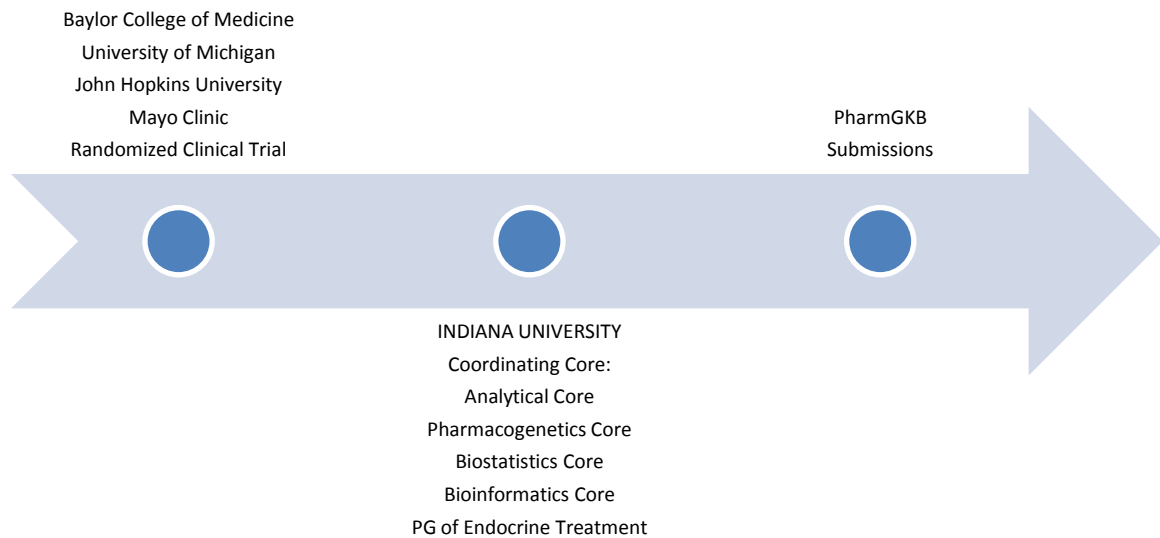 Baylor College of Medicine
University of Michigan
John Hopkins University
Mayo Clinic
Randomized Clinical Trial
INDIANA UNIVERSITY
Coordinating Core:
Analytical Core
Pharmacogenetics Core
Biostatistics Core
Bioinformatics Core
PG of Endocrine Treatment
PharmGKB
Submissions